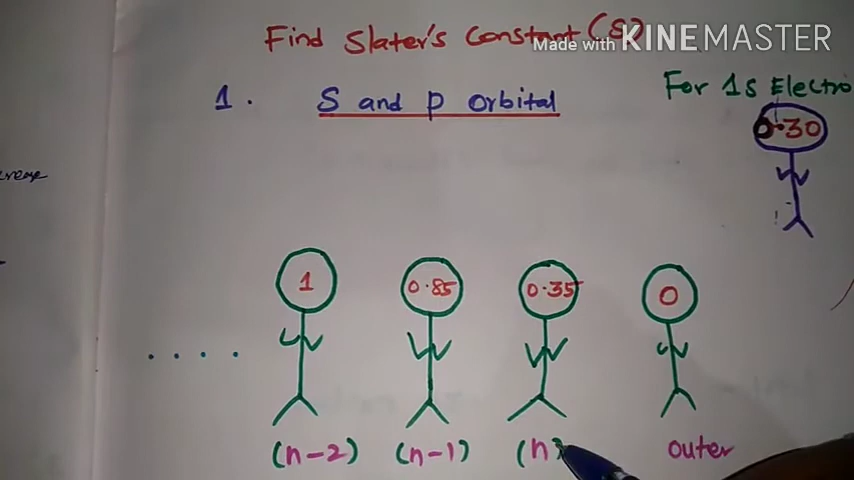 Find Slater's Constant (S)
Made with KINEMASTER
1. S and p orbital
For 1s Electro
0.30
1 0.85 0.35 0
. . . .
(n-2) (n-1) (n) outer